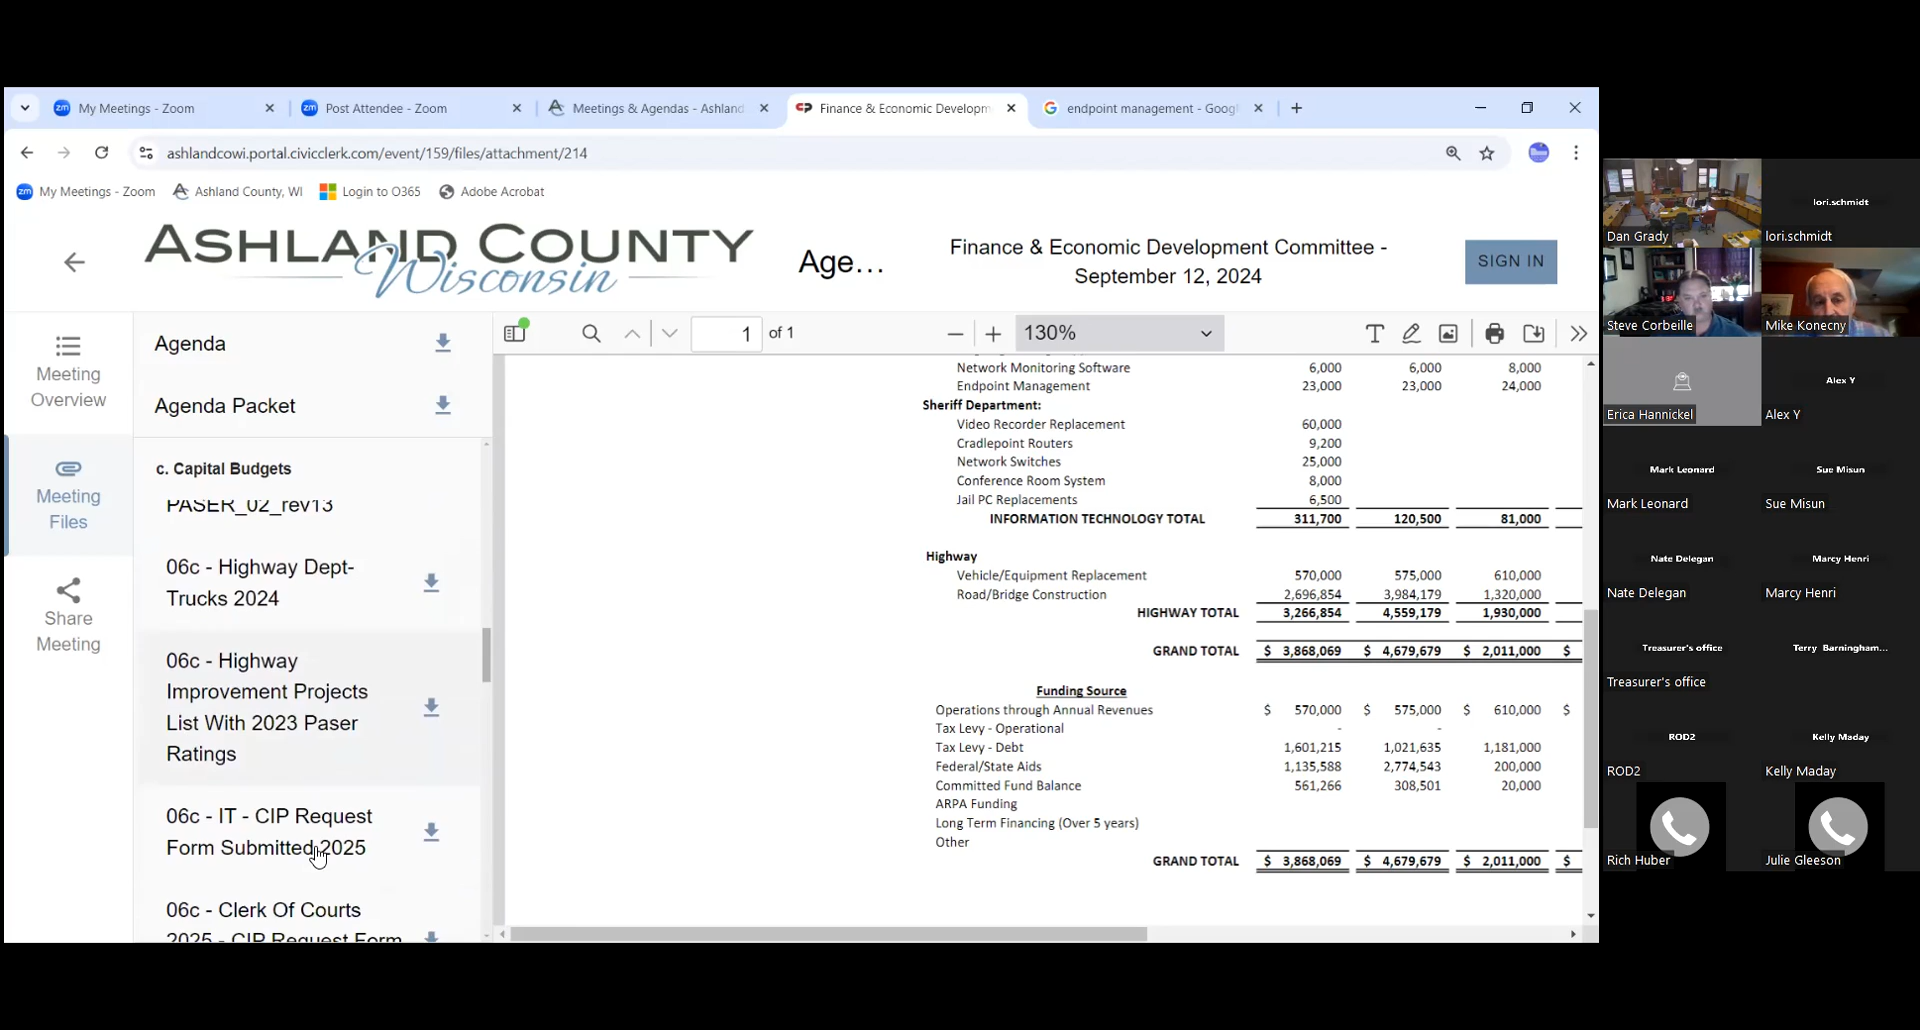 My Meetings - Zoom
Post Attendee - Zoom
Meetings & Agendas - Ashland
Finance & Economic Developm
endpoint management - Goog
ashlandcowi.portal.civicclerk.com/event/159/files/attachment/214
My Meetings - Zoom
Ashland County, WI
Login to O365
Adobe Acrobat
ASHLAND COUNTY
Wisconsin
Age...
Finance & Economic Development Committee -
September 12, 2024
SIGN IN
Meeting
Overview
Meeting
Files
Share
Meeting
Agenda
Agenda Packet
c. Capital Budgets
PASER_02_rev13
06c - Highway Dept-
Trucks 2024
06c - Highway
Improvement Projects
List With 2023 Paser
Ratings
06c - IT - CIP Request
Form Submitted 2025
06c - Clerk Of Courts
2025 - CIP Request Form
1 of 1
130%
Network Monitoring Software 6,000 6,000 8,000
Endpoint Management 23,000 23,000 24,000
Sheriff Department:
Video Recorder Replacement 60,000
Cradlepoint Routers 9,200
Network Switches 25,000
Conference Room System 8,000
Jail PC Replacements 6,500
INFORMATION TECHNOLOGY TOTAL 311,700 120,500 81,000
Highway
Vehicle/Equipment Replacement 570,000 575,000 610,000
Road/Bridge Construction 2,696,854 3,984,179 1,320,000
HIGHWAY TOTAL 3,266,854 4,559,179 1,930,000
GRAND TOTAL $ 3,868,069 $ 4,679,679 $ 2,011,000 $
Funding Source
Operations through Annual Revenues $ 570,000 $ 575,000 $ 610,000 $
Tax Levy - Operational - -
Tax Levy - Debt 1,601,215 1,021,635 1,181,000
Federal/State Aids 1,135,588 2,774,543 200,000
Committed Fund Balance 561,266 308,501 20,000
ARPA Funding
Long Term Financing (Over 5 years)
Other
GRAND TOTAL $ 3,868,069 $ 4,679,679 $ 2,011,000 $
Dan Grady
lori.schmidt
lori.schmidt
Steve Corbeille
Mike Konecny
Erica Hannickel
Alex Y
Alex Y
Mark Leonard
Mark Leonard
Sue Misun
Sue Misun
Nate Delegan
Nate Delegan
Marcy Henri
Marcy Henri
Treasurer's office
Treasurer's office
Terry Barningham...
ROD2
ROD2
Kelly Maday
Kelly Maday
Rich Huber
Julie Gleeson